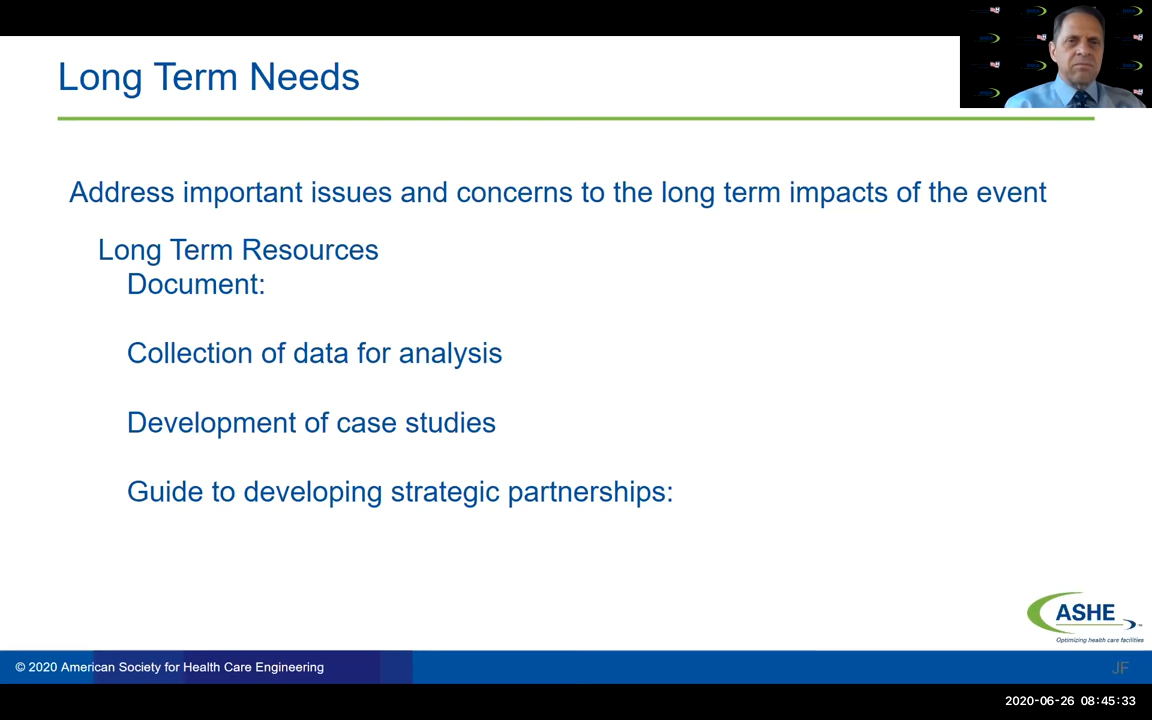 Long Term Needs
Address important issues and concerns to the long term impacts of the event
Long Term Resources
Document:
Collection of data for analysis
Development of case studies
Guide to developing strategic partnerships:
ASHE
Optimizing health care facilities
© 2020 American Society for Health Care Engineering
JF
2020-06-26 08:45:33